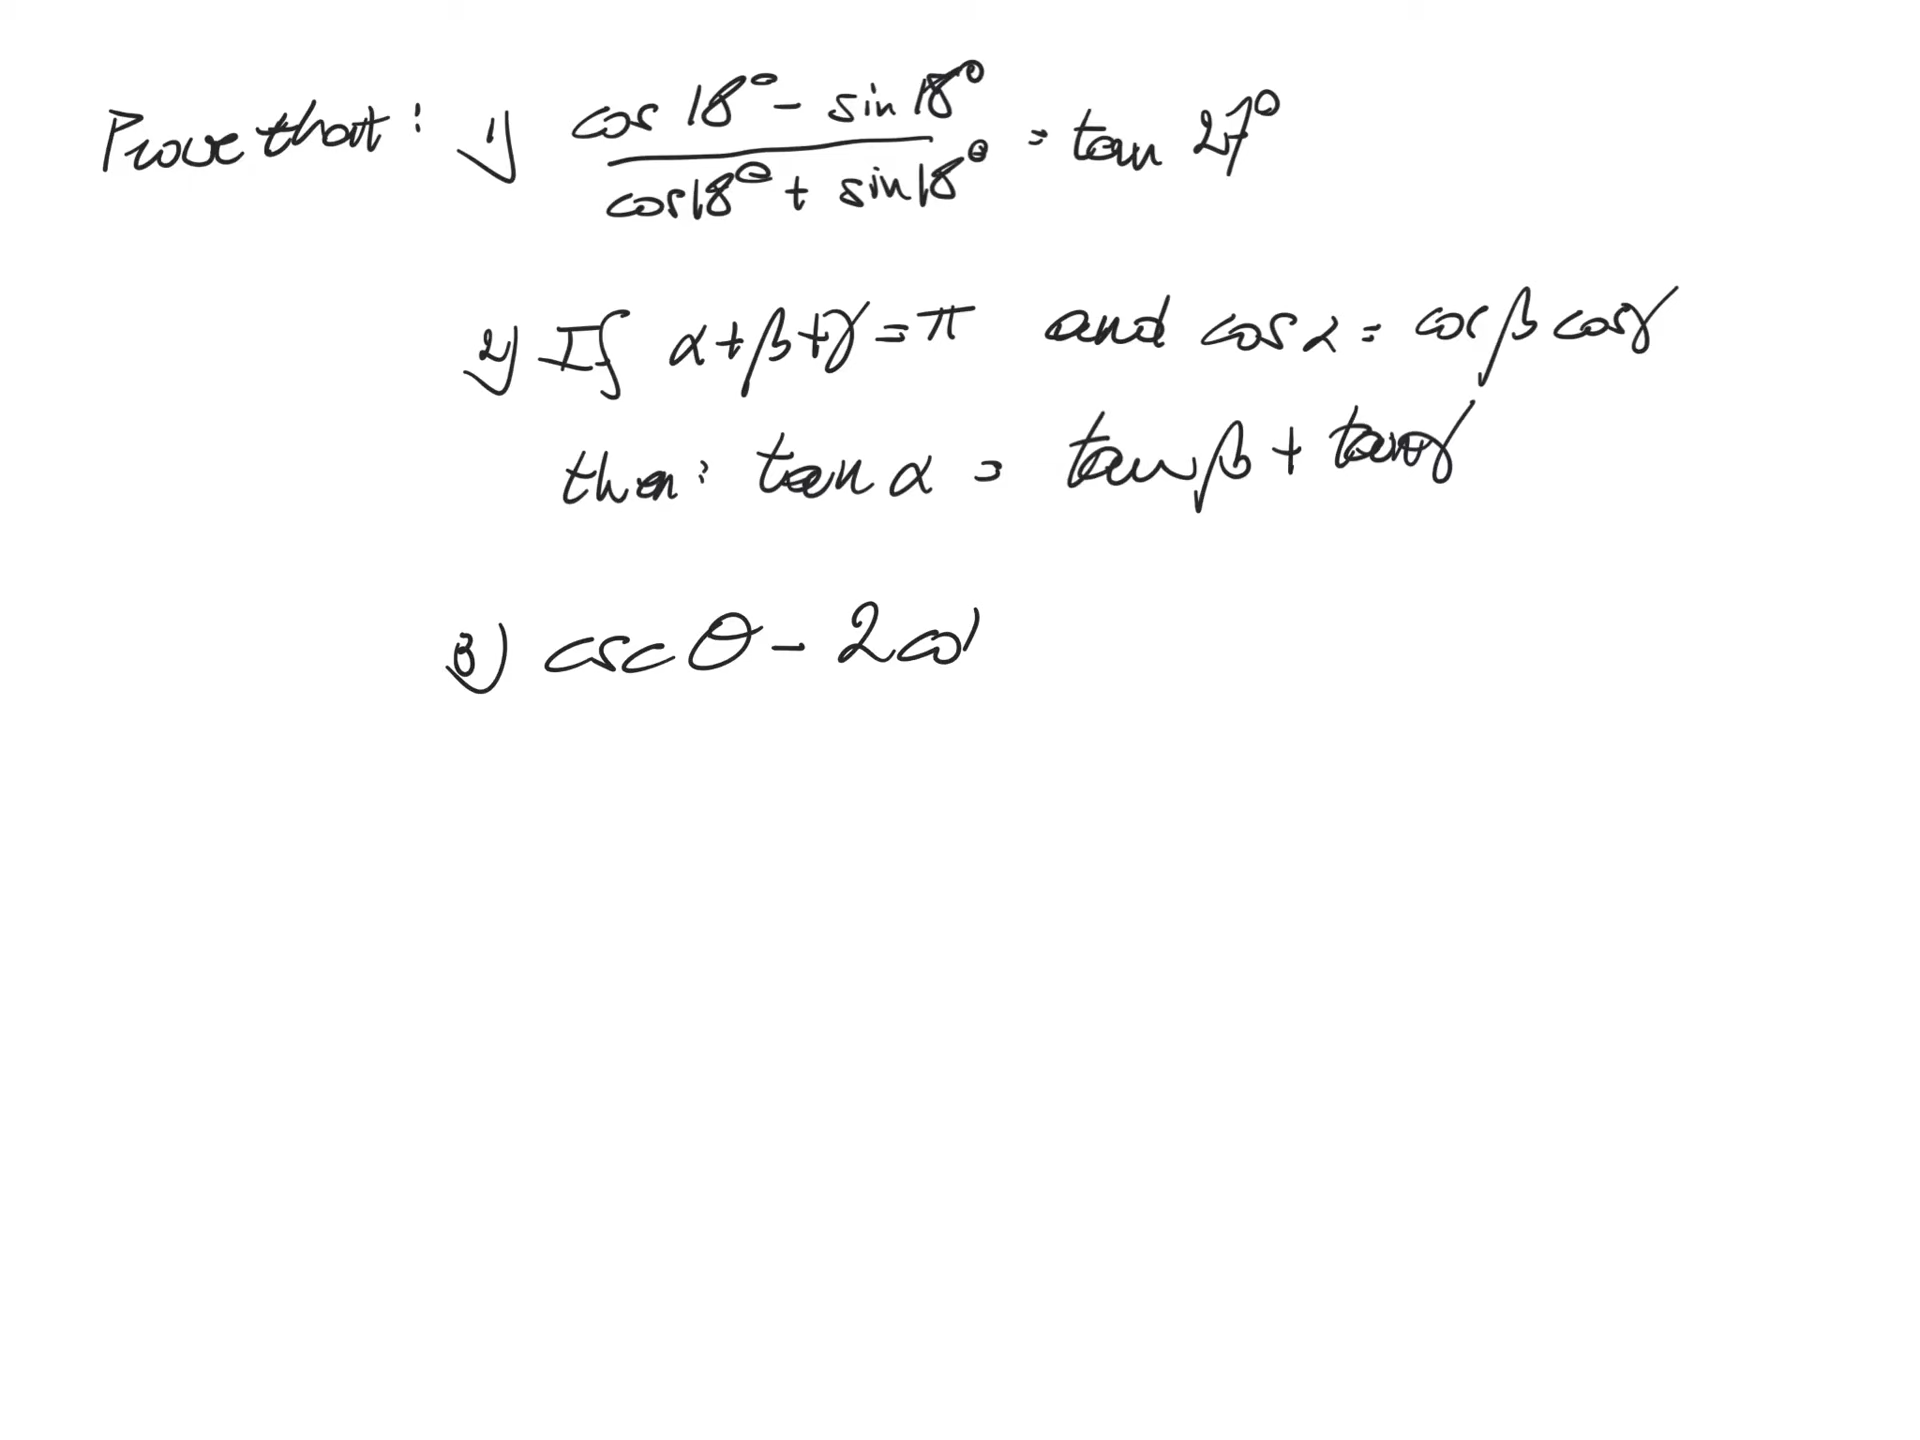 Prove that : 1) cos 18° - sin 18° / cos 18° + sin 18° = tan 27°
2) If α + β + γ = π and cos α = cos β cos γ
then : tan α = tan β + tan γ
3) csc θ - 2 co